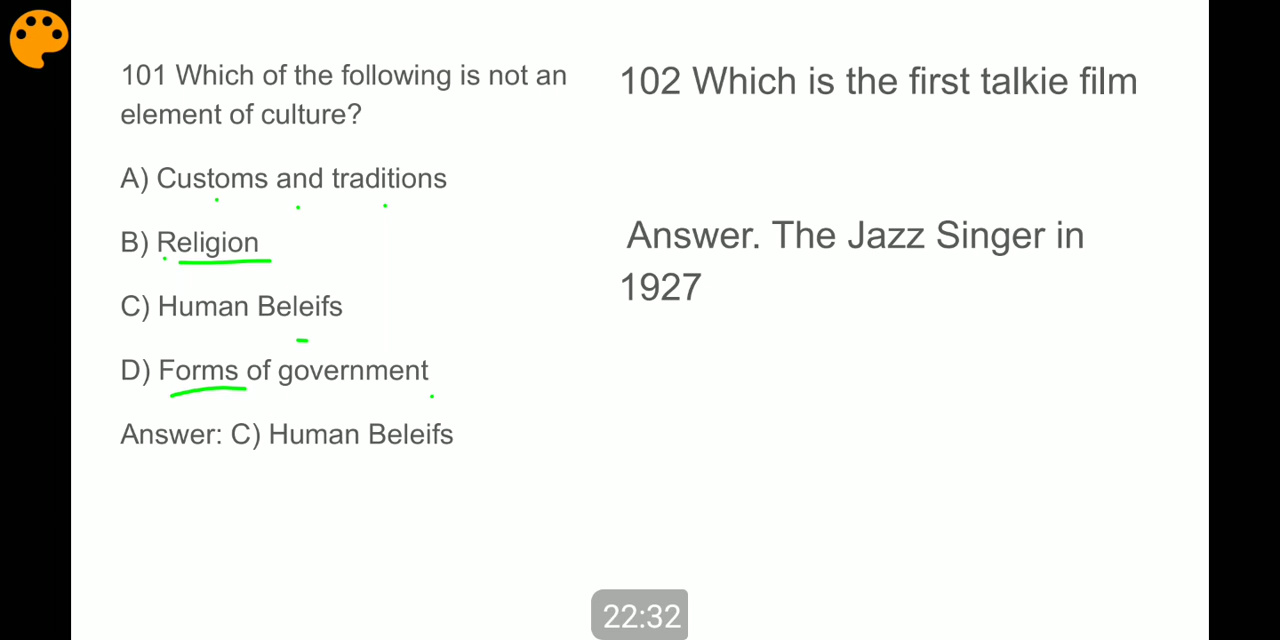 101 Which of the following is not an
element of culture?
A) Customs and traditions
B) Religion
C) Human Beleifs
D) Forms of government
Answer: C) Human Beleifs
102 Which is the first talkie film
Answer. The Jazz Singer in
1927
22:32